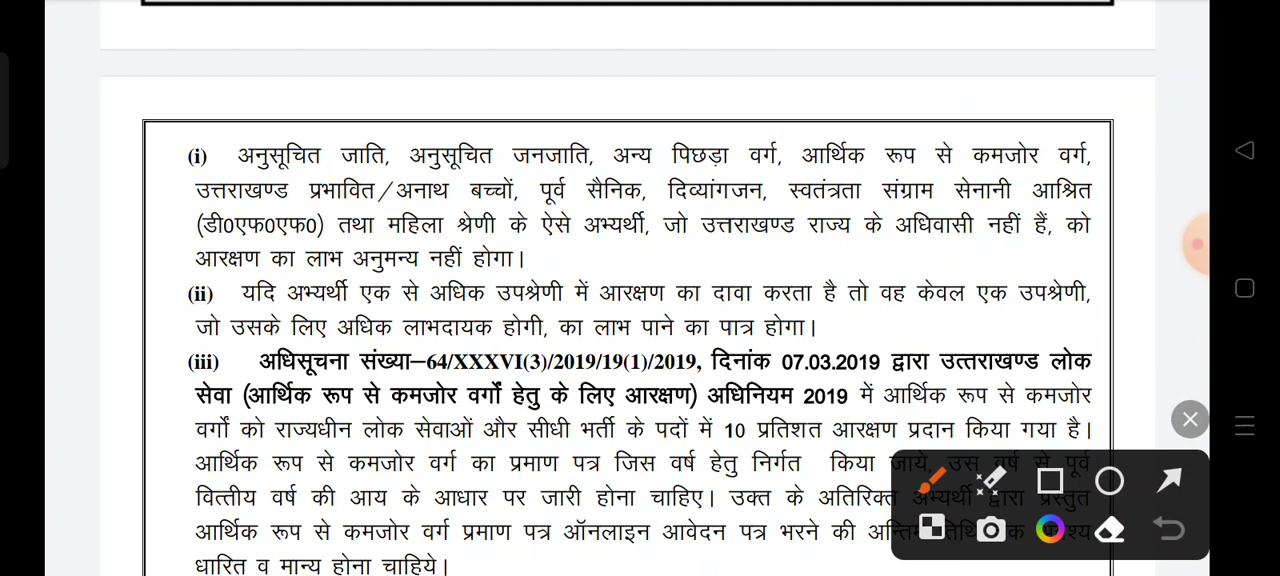 (i) अनुसूचित जाति, अनुसूचित जनजाति, अन्य पिछड़ा वर्ग, आर्थिक रूप से कमजोर वर्ग,
उत्तराखण्ड प्रभावित/अनाथ बच्चों, पूर्व सैनिक, दिव्यांगजन, स्वतंत्रता संग्राम सेनानी आश्रित
(डी0एफ0एफ0) तथा महिला श्रेणी के ऐसे अभ्यर्थी, जो उत्तराखण्ड राज्य के अधिवासी नहीं हैं, को
आरक्षण का लाभ अनुमन्य नहीं होगा।
(ii) यदि अभ्यर्थी एक से अधिक उपश्रेणी में आरक्षण का दावा करता है तो वह केवल एक उपश्रेणी,
जो उसके लिए अधिक लाभदायक होगी, का लाभ पाने का पात्र होगा।
(iii) अधिसूचना संख्या–64/XXXVI(3)/2019/19(1)/2019, दिनांक 07.03.2019 द्वारा उत्तराखण्ड लोक
सेवा (आर्थिक रूप से कमजोर वर्गों हेतु के लिए आरक्षण) अधिनियम 2019 में आर्थिक रूप से कमजोर
वर्गों को राज्यधीन लोक सेवाओं और सीधी भर्ती के पदों में 10 प्रतिशत आरक्षण प्रदान किया गया है।
आर्थिक रूप से कमजोर वर्ग का प्रमाण पत्र जिस वर्ष हेतु निर्गत किया जाये, उस वर्ष से पूर्व
वित्तीय वर्ष की आय के आधार पर जारी होना चाहिए। उक्त के अतिरिक्त अभ्यर्थी द्वारा प्रस्तुत
आर्थिक रूप से कमजोर वर्ग प्रमाण पत्र ऑनलाइन आवेदन पत्र भरने की अन्तिम तिथि
धारित व मान्य होना चाहिये।